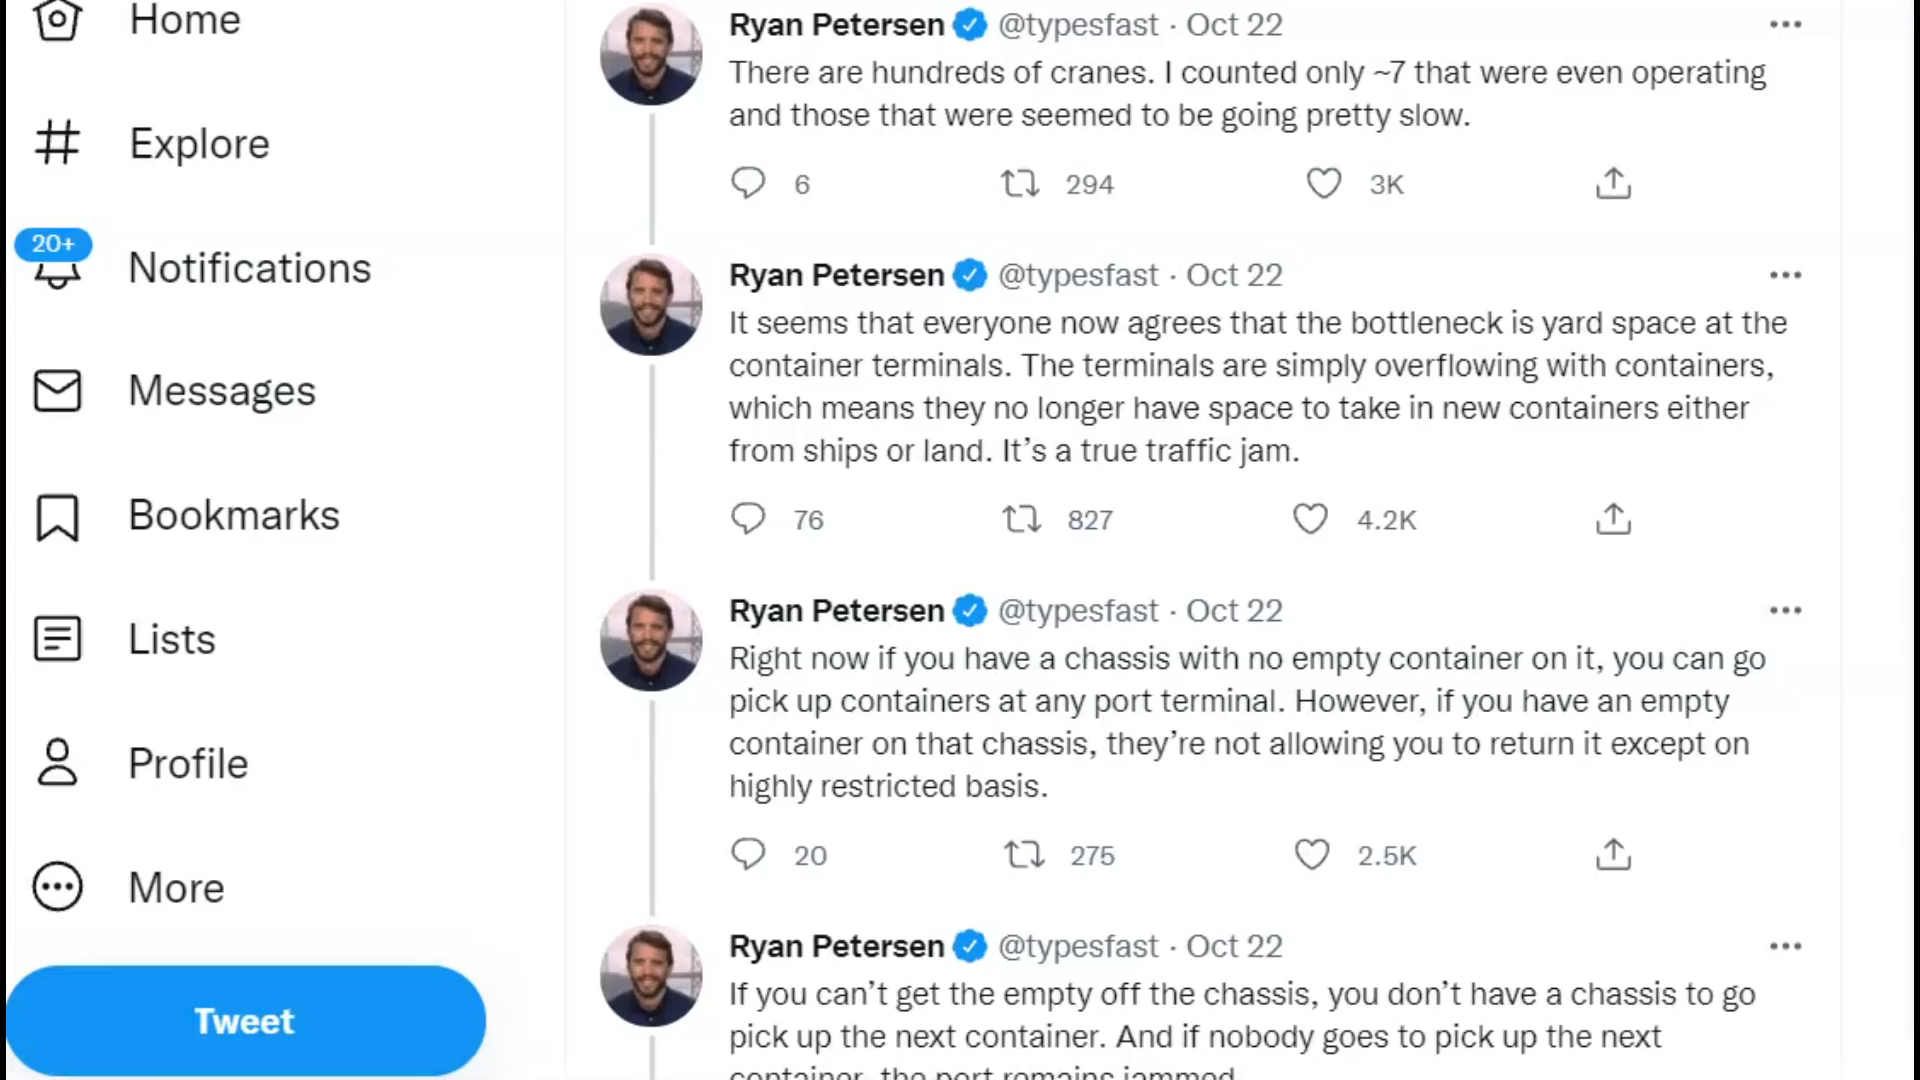 Home
Explore
20+
Notifications
Messages
Bookmarks
Lists
Profile
More
Tweet
Ryan Petersen @typesfast · Oct 22
There are hundreds of cranes. I counted only ~7 that were even operating
and those that were seemed to be going pretty slow.
6 294 3K
Ryan Petersen @typesfast · Oct 22
It seems that everyone now agrees that the bottleneck is yard space at the
container terminals. The terminals are simply overflowing with containers,
which means they no longer have space to take in new containers either
from ships or land. It’s a true traffic jam.
76 827 4.2K
Ryan Petersen @typesfast · Oct 22
Right now if you have a chassis with no empty container on it, you can go
pick up containers at any port terminal. However, if you have an empty
container on that chassis, they’re not allowing you to return it except on
highly restricted basis.
20 275 2.5K
Ryan Petersen @typesfast · Oct 22
If you can’t get the empty off the chassis, you don’t have a chassis to go
pick up the next container. And if nobody goes to pick up the next
container, the port remains jammed.